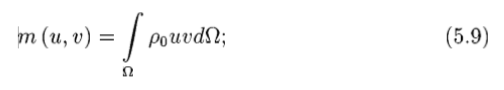 m (u, v) = ∫_Ω ρ₀uvdΩ; (5.9)